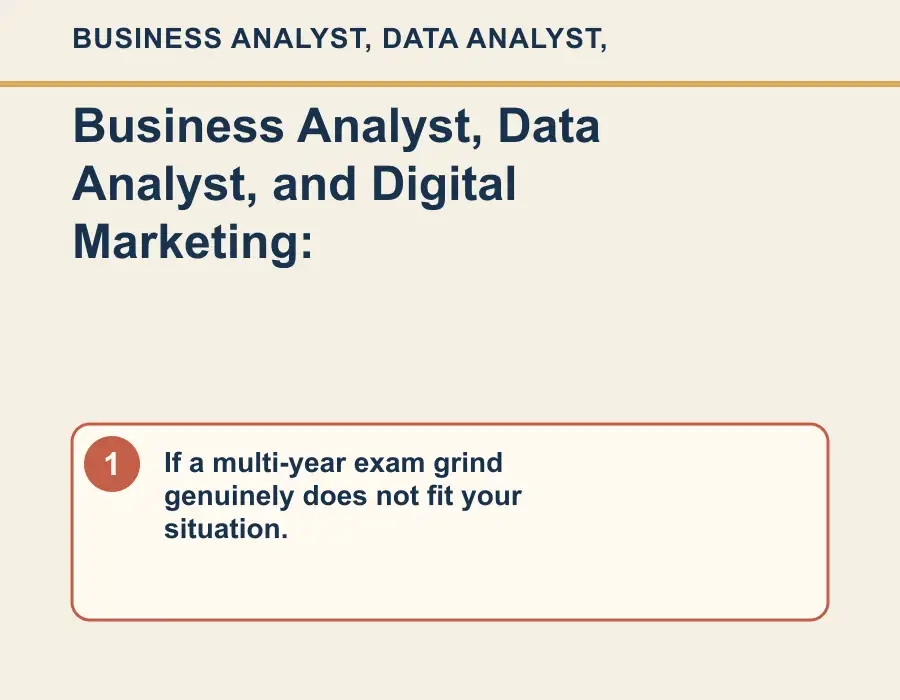 BUSINESS ANALYST, DATA ANALYST,
Business Analyst, Data
Analyst, and Digital
Marketing:
1
If a multi-year exam grind
genuinely does not fit your
situation.